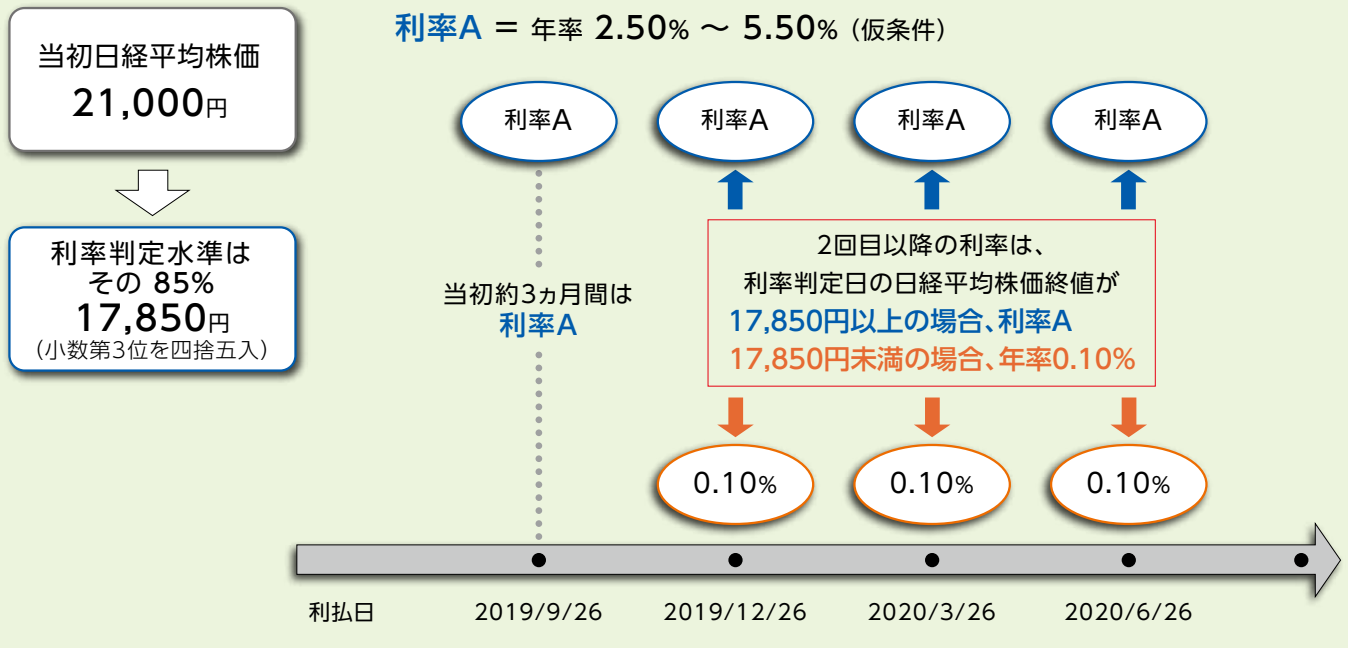 利率A = 年率 2.50% ～ 5.50% (仮条件)
当初日経平均株価
21,000円
利率判定水準は
その 85%
17,850円
(小数第3位を四捨五入)
利率A
利率A
利率A
利率A
当初約3ヵ月間は
利率A
2回目以降の利率は、
利率判定日の日経平均株価終値が
17,850円以上の場合、利率A
17,850円未満の場合、年率0.10%
0.10%
0.10%
0.10%
利払日
2019/9/26
2019/12/26
2020/3/26
2020/6/26